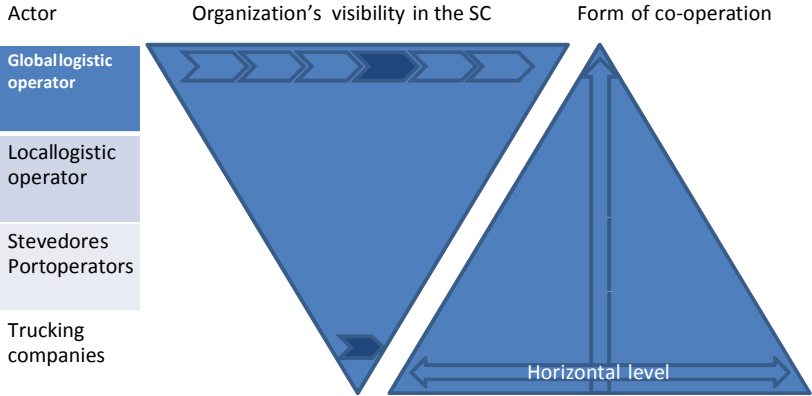 Actor Organization's visibility in the SC Form of co-operation
Globallogistic
operator
Locallogistic
operator
Stevedores
Portoperators
Trucking
companies
Horizontal level